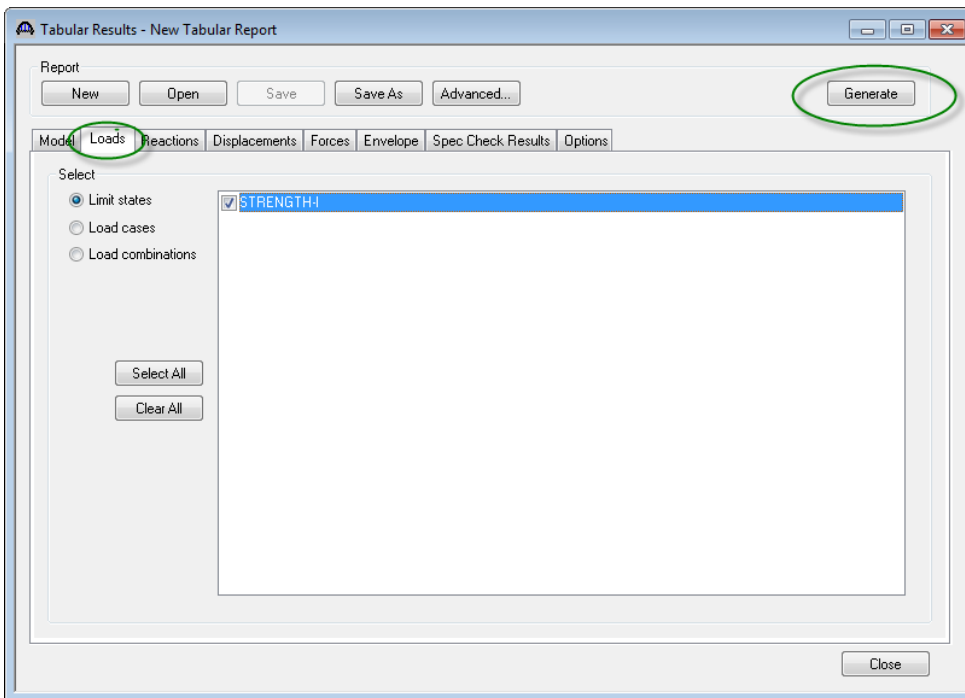 Tabular Results - New Tabular Report
Report
New Open Save Save As Advanced... Generate
Model Loads Reactions Displacements Forces Envelope Spec Check Results Options
Select
Limit states
STRENGTH-I
Load cases
Load combinations
Select All
Clear All
Close